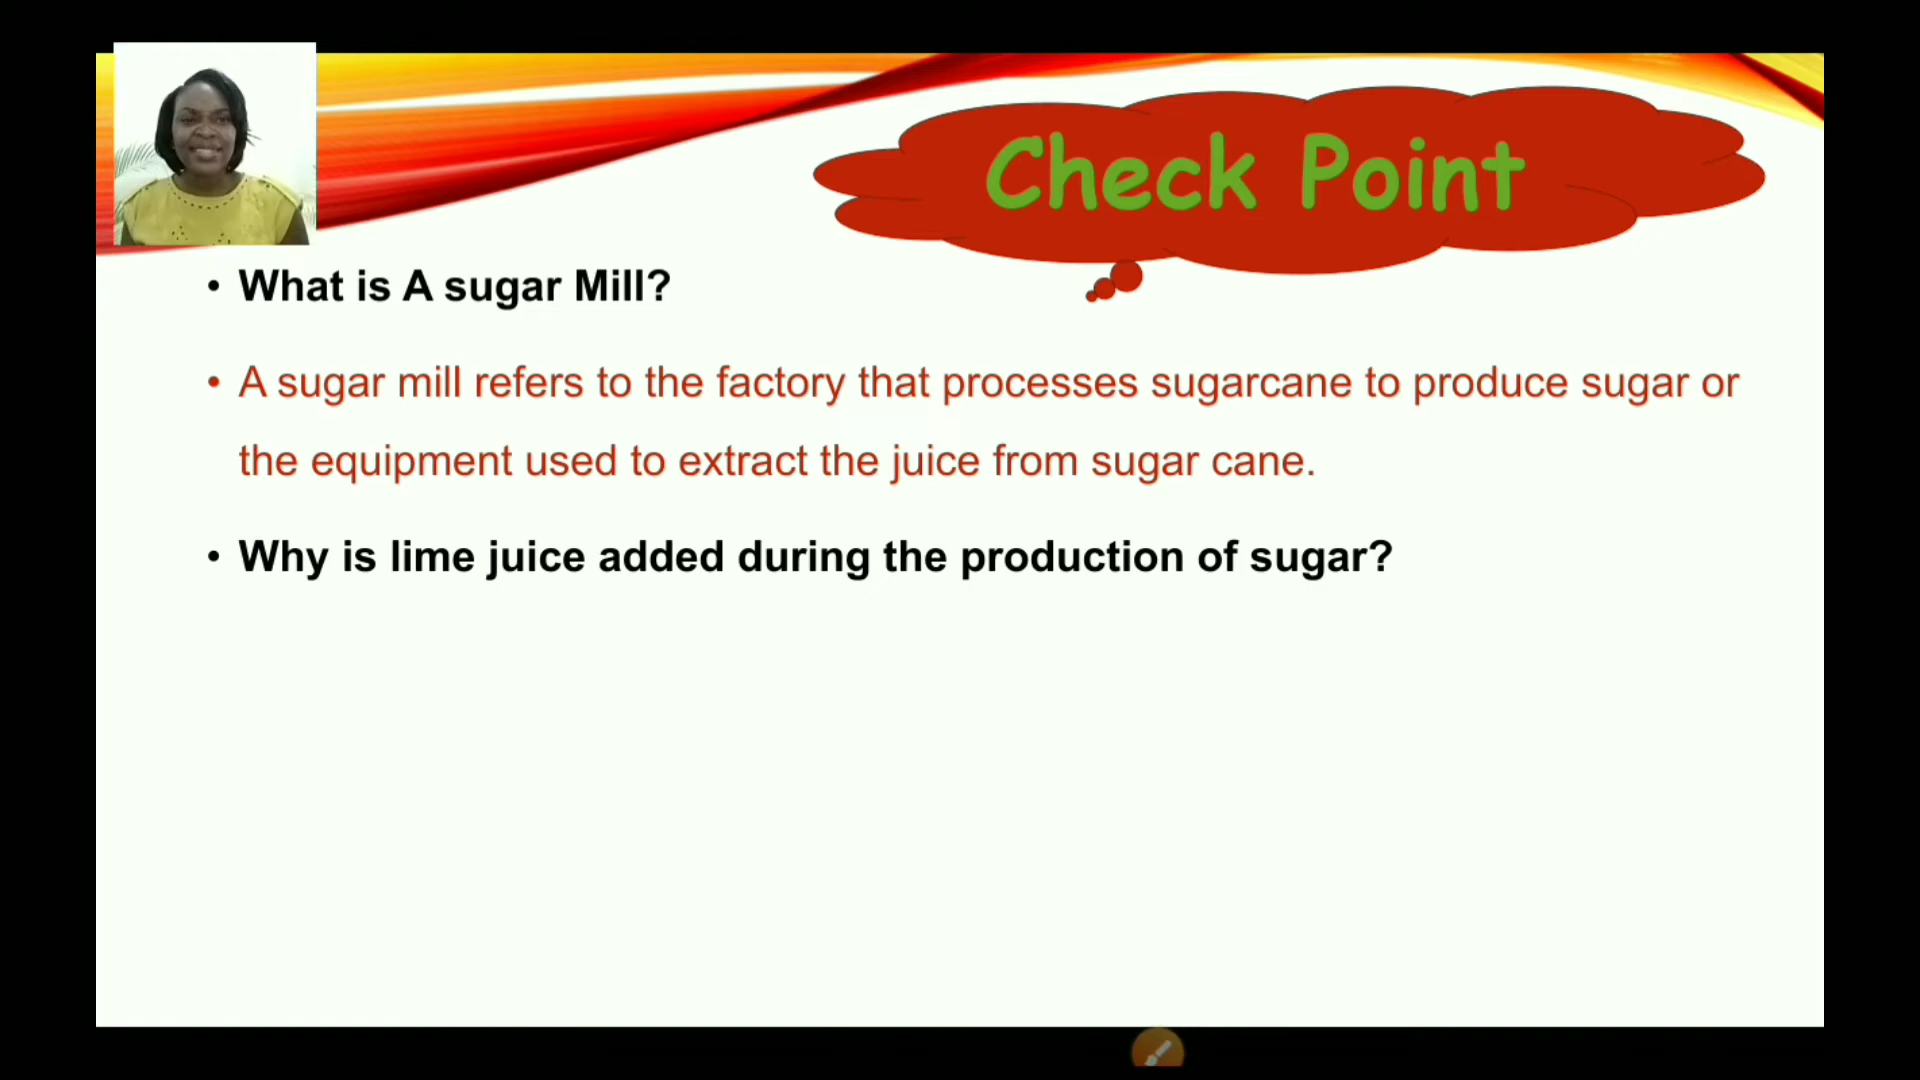 Check Point
• What is A sugar Mill?
• A sugar mill refers to the factory that processes sugarcane to produce sugar or
the equipment used to extract the juice from sugar cane.
• Why is lime juice added during the production of sugar?